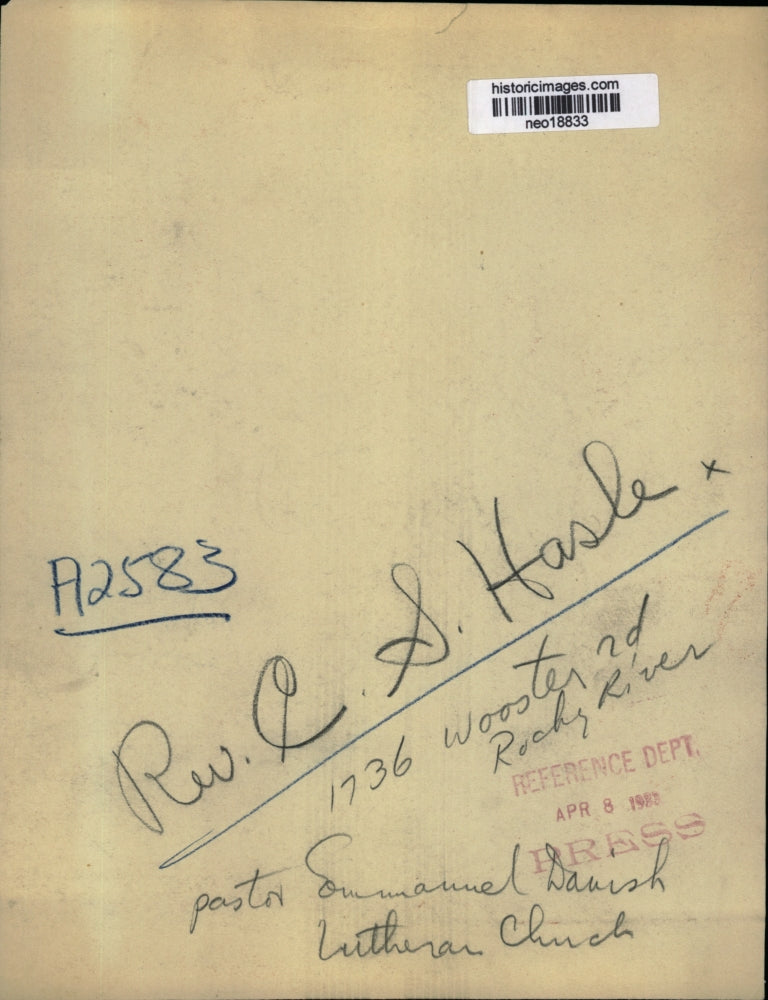 historicimages.com
neo18833
A2583
Rev. C. S. Hasle x
1736 Wooster rd
Rocky River
REFERENCE DEPT.
APR 8
PRESS
pastor Emmanuel Danish
Lutheran Church